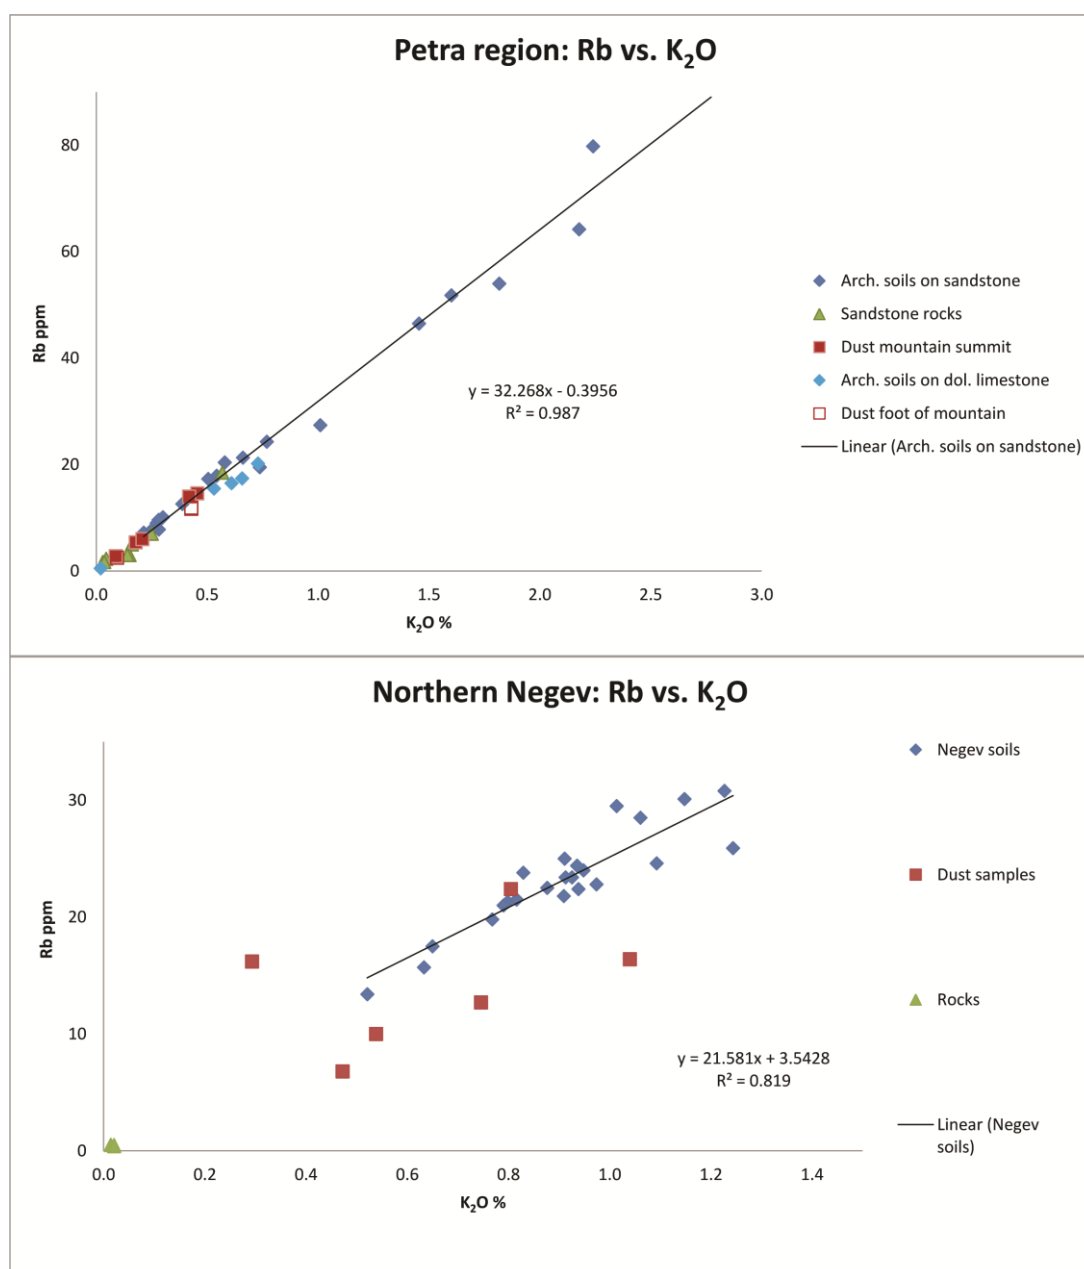 Petra region: Rb vs. K₂O
80
60
40
20
0
Rb ppm
0.0 0.5 1.0 1.5 2.0 2.5 3.0
K₂O %
y = 32.268x - 0.3956
R² = 0.987
Arch. soils on sandstone
Sandstone rocks
Dust mountain summit
Arch. soils on dol. limestone
Dust foot of mountain
Linear (Arch. soils on sandstone)
Northern Negev: Rb vs. K₂O
30
20
10
0
Rb ppm
0.0 0.2 0.4 0.6 0.8 1.0 1.2 1.4
K₂O %
y = 21.581x + 3.5428
R² = 0.819
Negev soils
Dust samples
Rocks
Linear (Negev
soils)